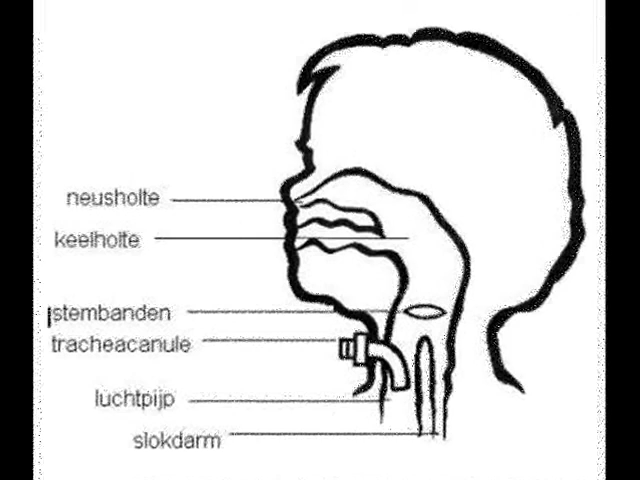 neusholte
keelholte
stembanden
tracheacanule
luchtpijp
slokdarm